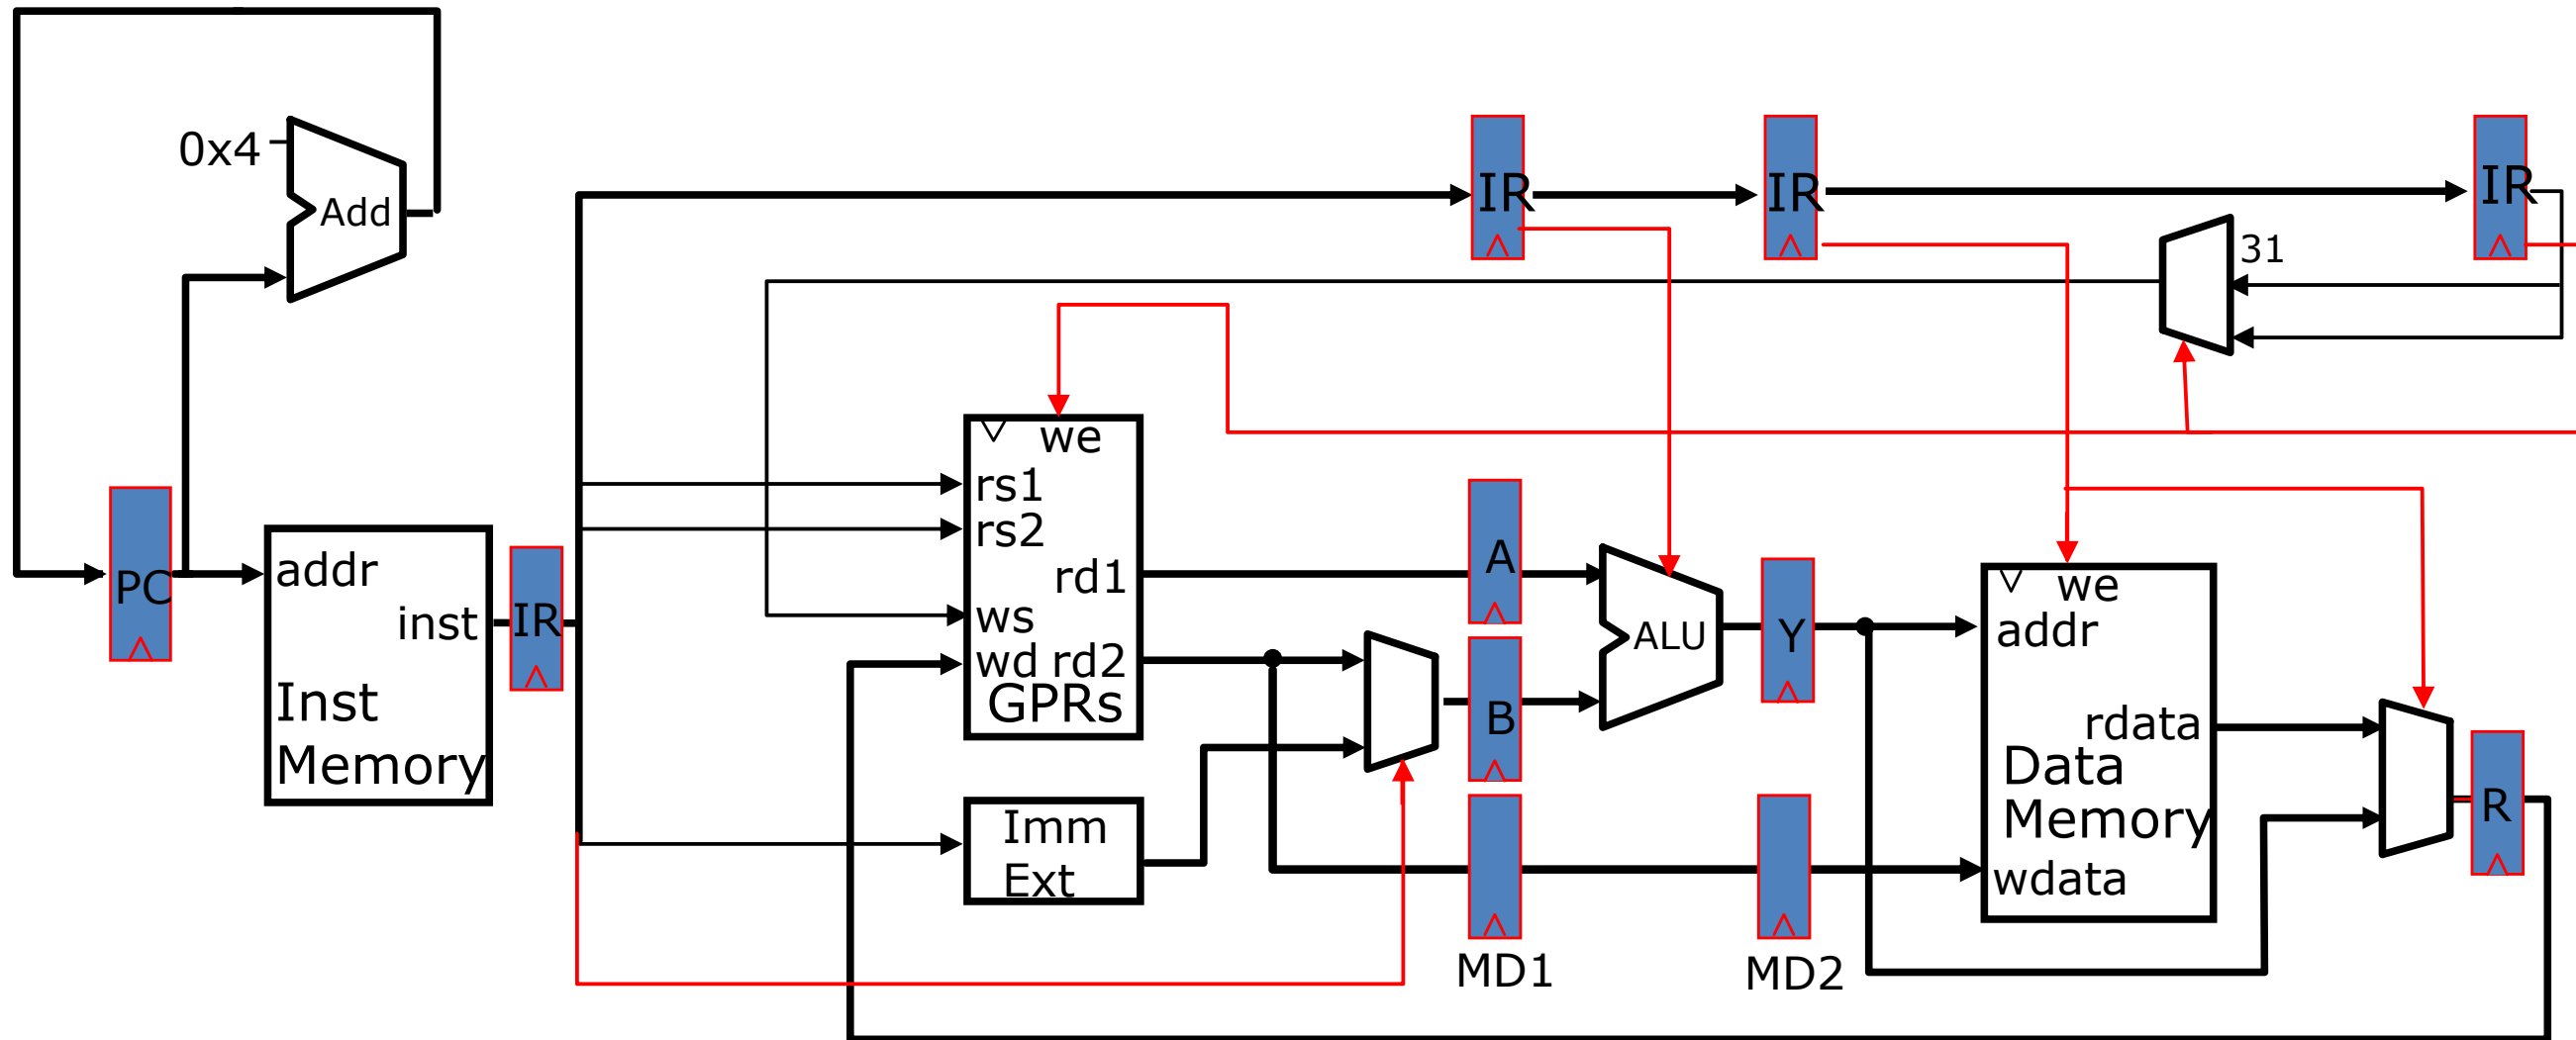 0x4
Add
IR
IR
IR
31
we
rs1
rs2
rd1
ws
wd rd2
GPRs
PC
addr
inst
Inst
Memory
IR
A
B
ALU
Y
we
addr
rdata
Data
Memory
wdata
R
Imm
Ext
MD1
MD2